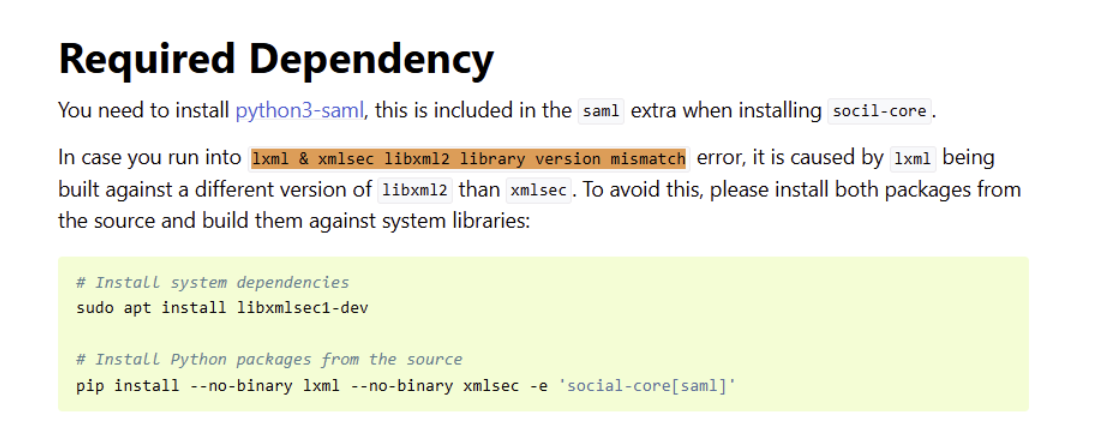 Required Dependency
You need to install python3-saml, this is included in the saml extra when installing socil-core.
In case you run into lxml & xmlsec libxml2 library version mismatch error, it is caused by lxml being
built against a different version of libxml2 than xmlsec. To avoid this, please install both packages from
the source and build them against system libraries:
# Install system dependencies
sudo apt install libxmlsec1-dev
# Install Python packages from the source
pip install --no-binary lxml --no-binary xmlsec -e 'social-core[saml]'